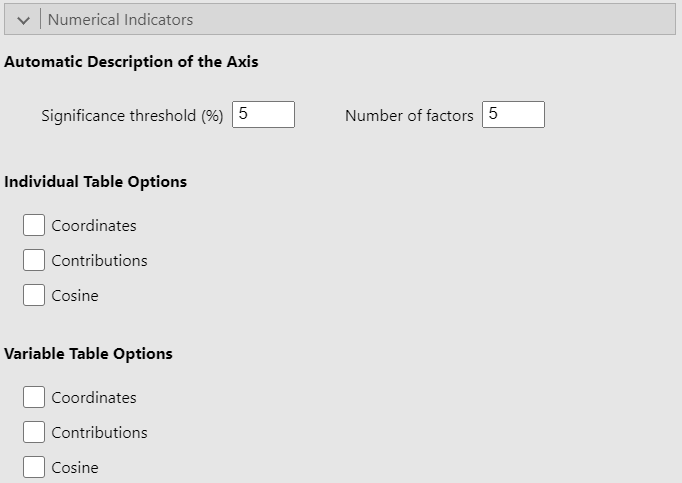 Numerical Indicators
Automatic Description of the Axis
Significance threshold (%) 5 Number of factors 5
Individual Table Options
Coordinates
Contributions
Cosine
Variable Table Options
Coordinates
Contributions
Cosine